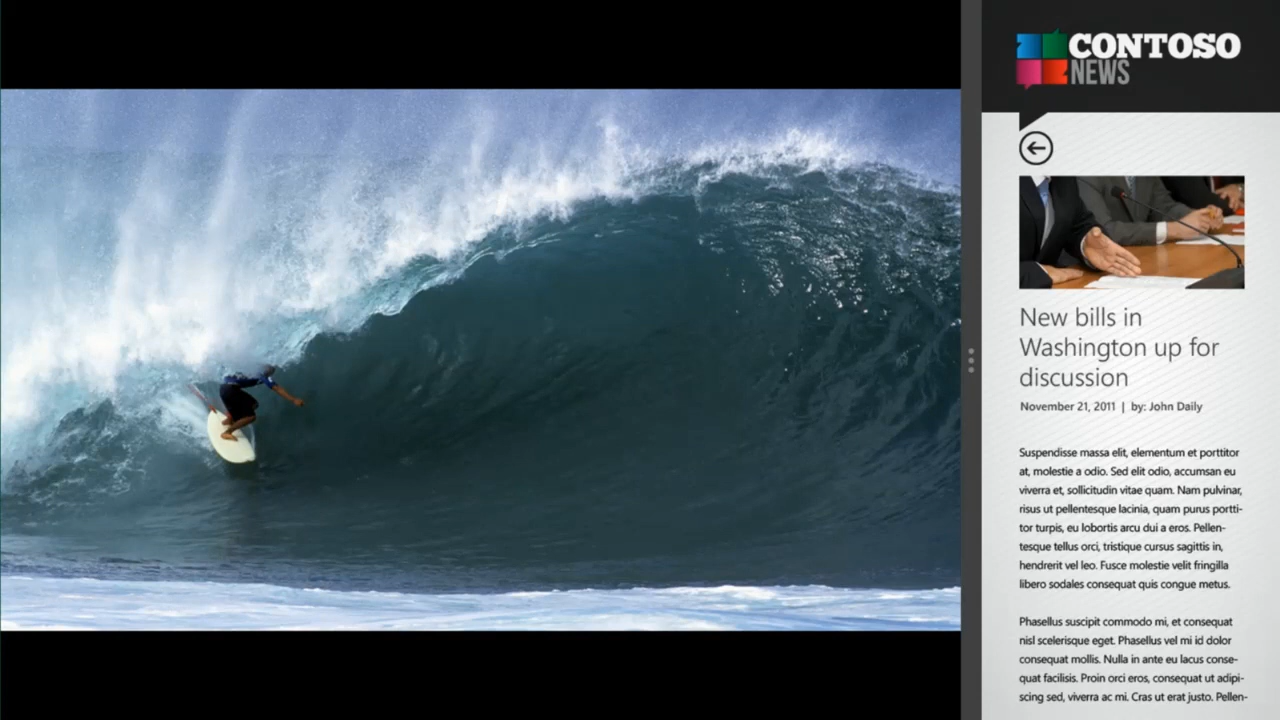 CONTOSO
NEWS
New bills in
Washington up for
discussion
November 21, 2011 | by: John Daily
Suspendisse massa elit, elementum et porttitor
at, molestie a odio. Sed elit odio, accumsan eu
viverra et, sollicitudin vitae quam. Nam pulvinar,
risus ut pellentesque lacinia, quam purus portti-
tor turpis, eu lobortis arcu dui a eros. Pellen-
tesque tellus orci, tristique cursus sagittis in,
hendrerit vel leo. Fusce molestie velit fringilla
libero sodales consequat quis congue metus.
Phasellus suscipit commodo mi, et consequat
nisl scelerisque eget. Phasellus vel mi id dolor
consequat mollis. Nulla in ante eu lacus conse-
quat facilisis. Proin orci eros, consequat ut adipi-
scing sed, viverra ac mi. Cras ut erat justo. Pellen-